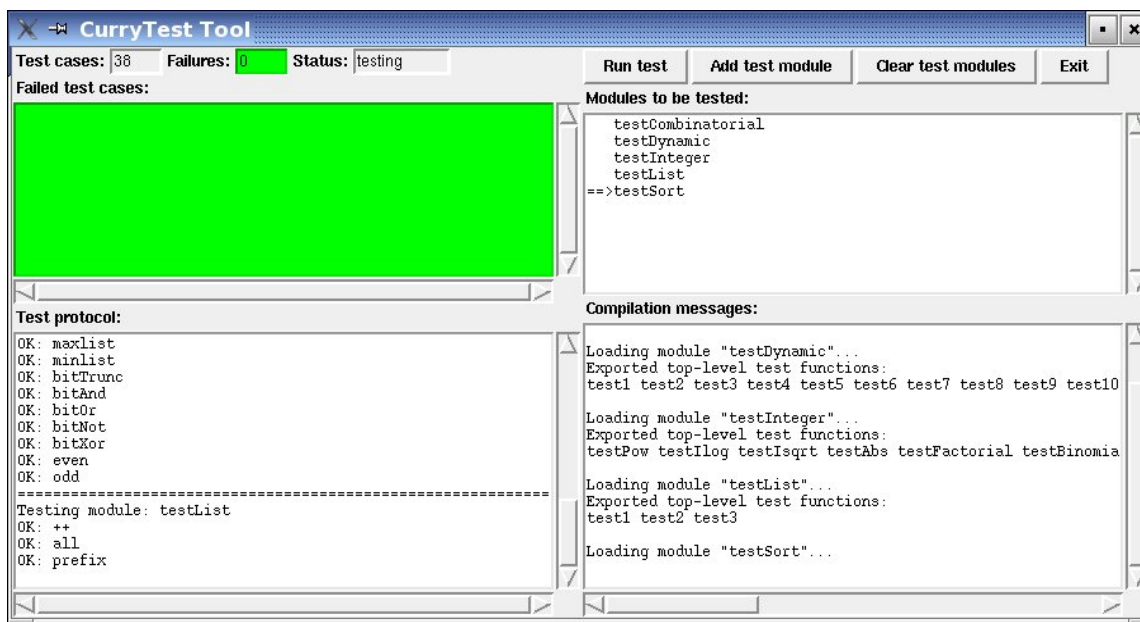 CurryTest Tool
Test cases: 38 Failures: 0 Status: testing
Run test Add test module Clear test modules Exit
Failed test cases:
Modules to be tested:
testCombinatorial
testDynamic
testInteger
testList
==>testSort
Test protocol:
OK: maxlist
OK: minlist
OK: bitTrunc
OK: bitAnd
OK: bitOr
OK: bitNot
OK: bitXor
OK: even
OK: odd
================================================================
Testing module: testList
OK: ++
OK: all
OK: prefix
Compilation messages:
Loading module "testDynamic"...
Exported top-level test functions:
test1 test2 test3 test4 test5 test6 test7 test8 test9 test10
Loading module "testInteger"...
Exported top-level test functions:
testPow testIlog testIsqrt testAbs testFactorial testBinomia
Loading module "testList"...
Exported top-level test functions:
test1 test2 test3
Loading module "testSort"...